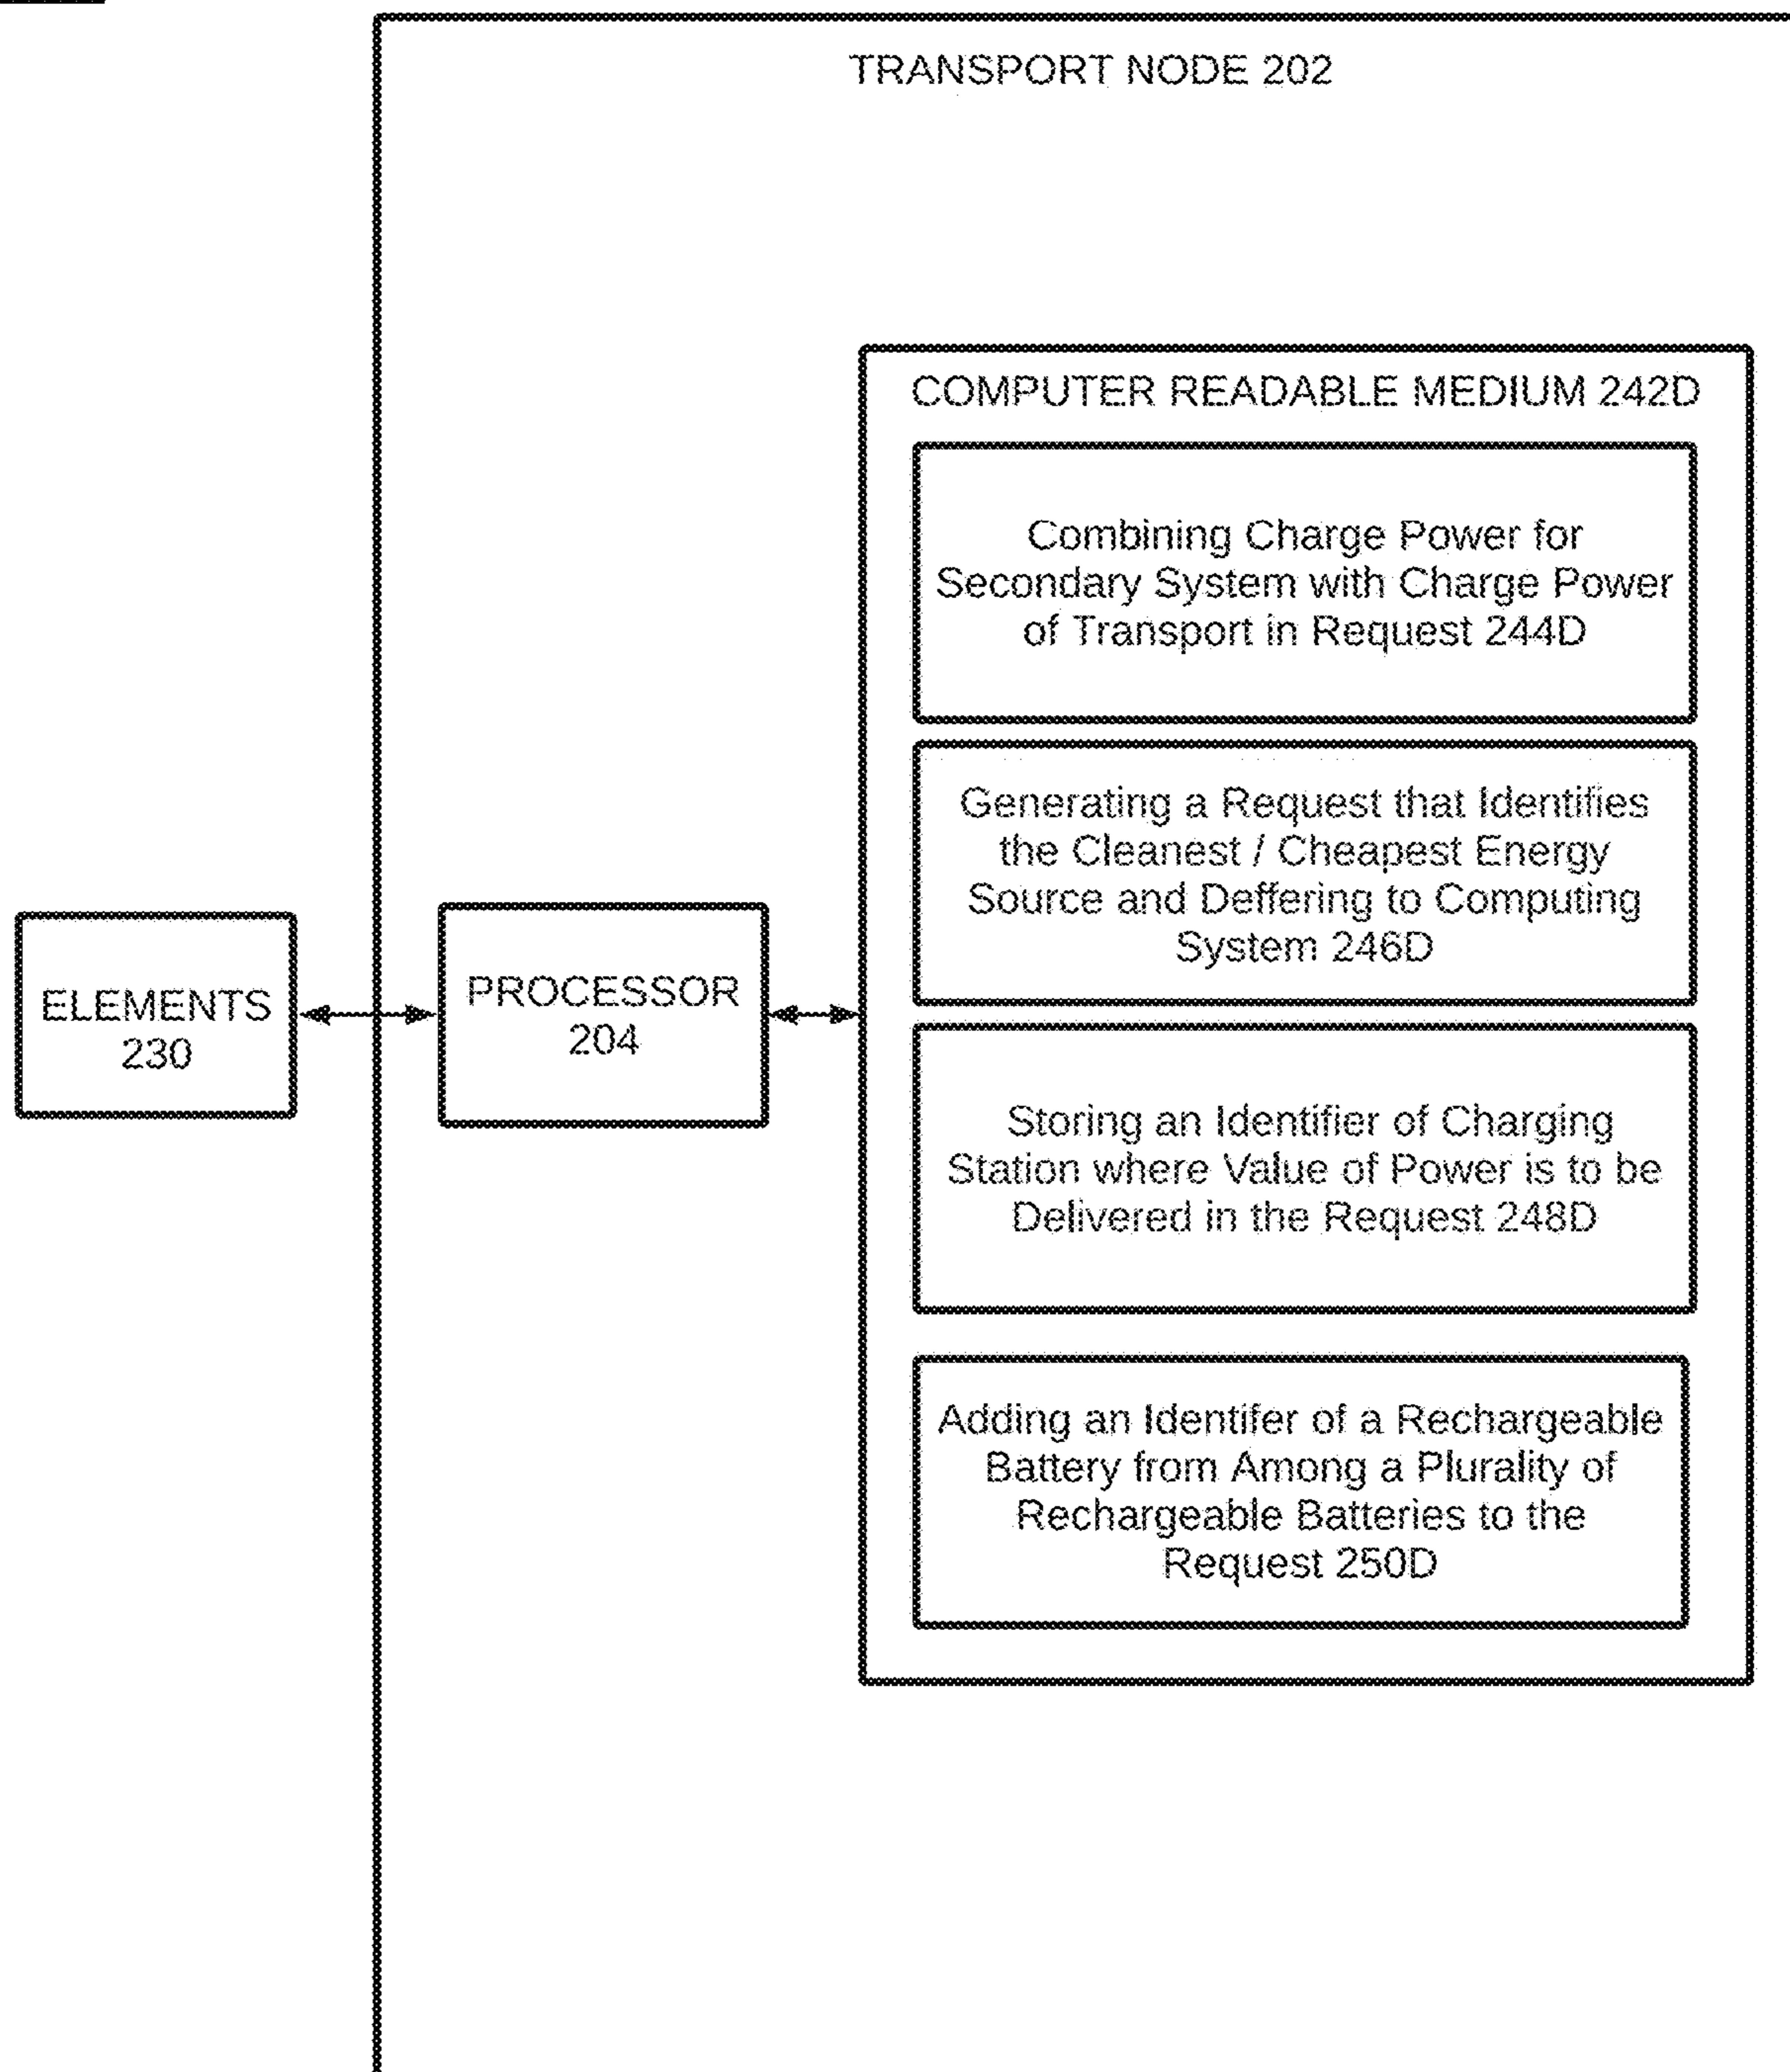 TRANSPORT NODE 202
COMPUTER READABLE MEDIUM 242D
Combining Charge Power for
Secondary System with Charge Power
of Transport in Request 244D
Generating a Request that Identifies
the Cleanest / Cheapest Energy
Source and Deffering to Computing
System 246D
ELEMENTS
230
PROCESSOR
204
Storing an Identifier of Charging
Station where Value of Power is to be
Delivered in the Request 248D
Adding an Identifer of a Rechargeable
Battery from Among a Plurality of
Rechargeable Batteries to the
Request 250D